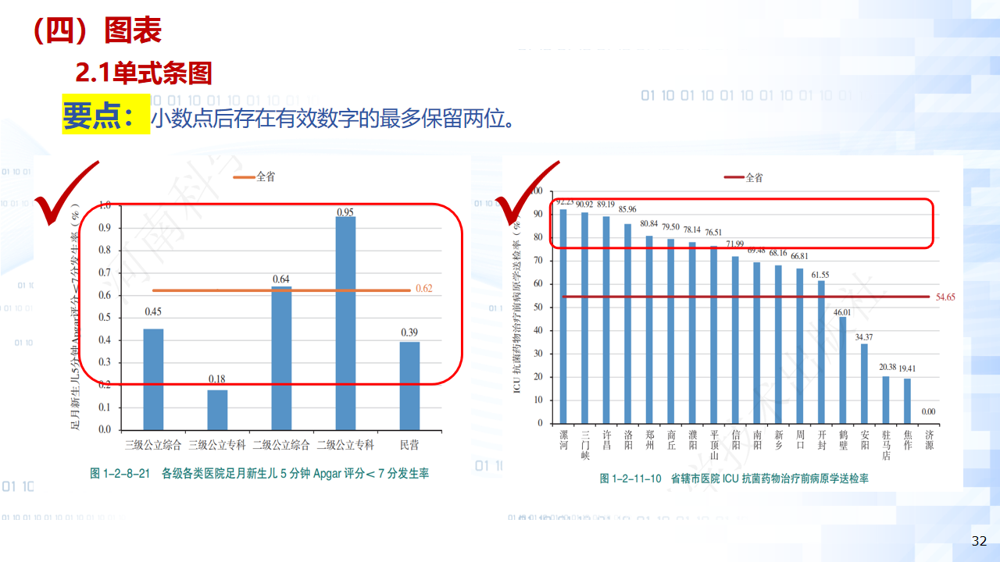 （四）图表
2.1单式条图
要点：小数点后存在有效数字的最多保留两位。
全省
足月新生儿5分钟Apgar评分<7分发生率（%）
1.0
0.9
0.8
0.7
0.6
0.5
0.4
0.3
0.2
0.1
0.0
0.45
0.18
0.64
0.95
0.39
0.62
三级公立综合 三级公立专科 二级公立综合 二级公立专科 民营
图 1-2-8-21 各级各类医院足月新生儿 5 分钟 Apgar 评分< 7 分发生率
全省
ICU 抗菌药物治疗前病原学送检率（%
100
90
80
70
60
50
40
30
20
10
0
92.23 90.92 89.19 85.96 80.84 79.50 78.14 76.51 71.99 69.48 68.16 66.81 61.55 46.01 34.37 20.38 19.41 0.00
54.65
漯河 三门峡 许昌 洛阳 郑州 商丘 濮阳 平顶山 信阳 南阳 新乡 周口 开封 鹤壁 安阳 驻马店 焦作 济源
图 1-2-11-10 省辖市医院 ICU 抗菌药物治疗前病原学送检率
32